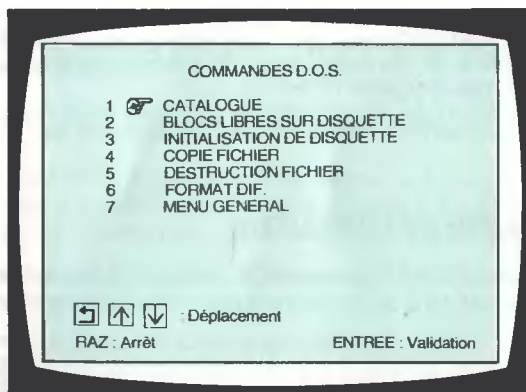 COMMANDES D.O.S.
1 CATALOGUE
2 BLOCS LIBRES SUR DISQUETTE
3 INITIALISATION DE DISQUETTE
4 COPIE FICHIER
5 DESTRUCTION FICHIER
6 FORMAT DIF.
7 MENU GENERAL
: Déplacement
RAZ : Arrêt ENTREE : Validation